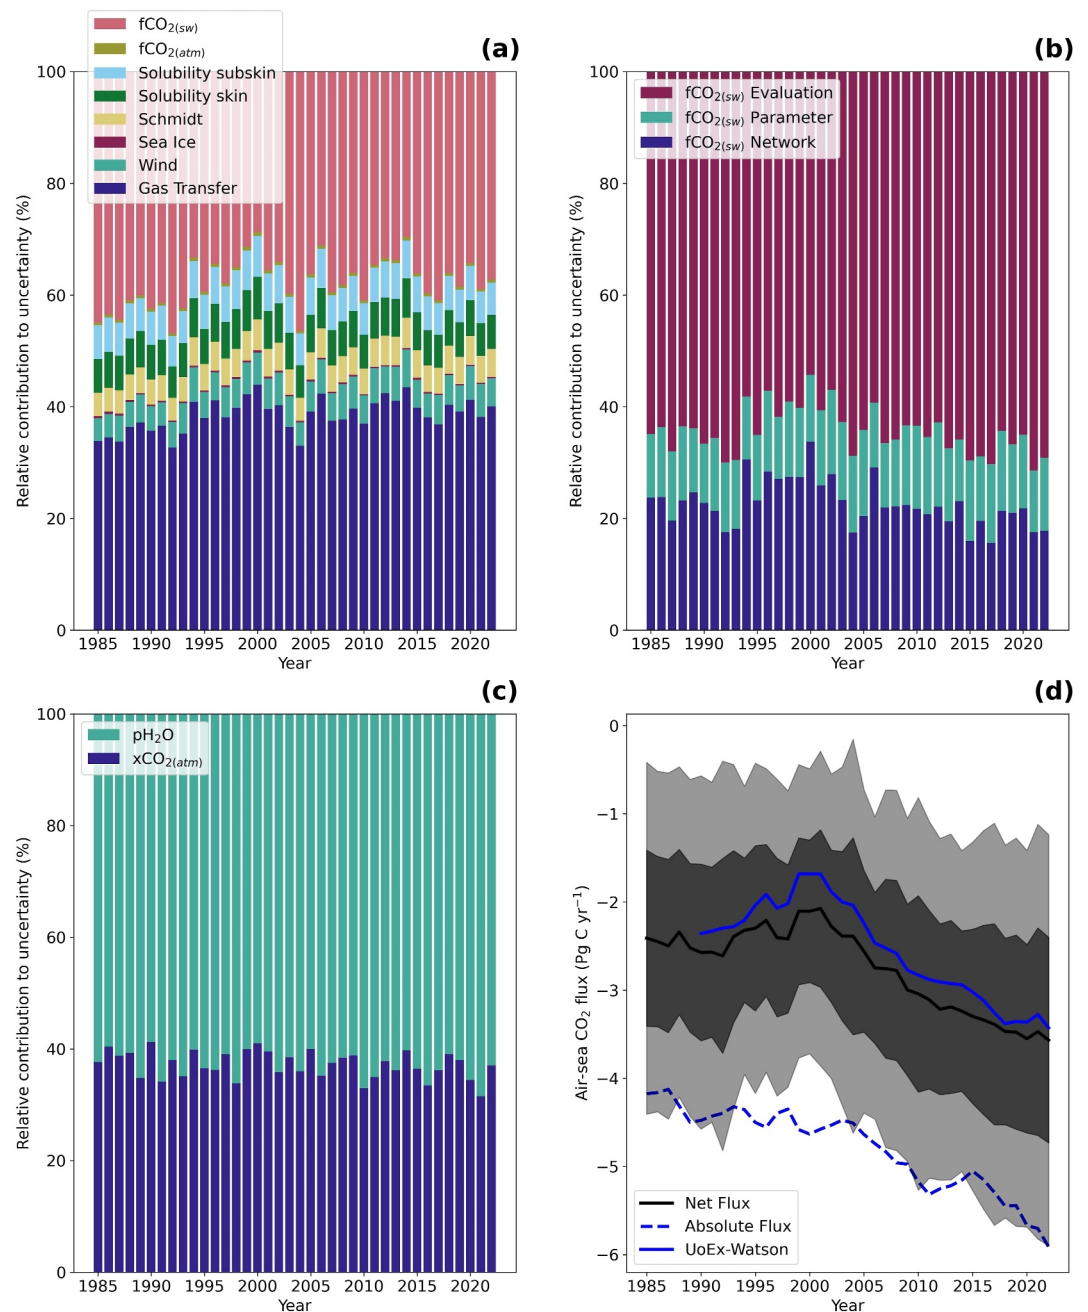 (a)
fCO2(sw)
fCO2(atm)
Solubility subskin
Solubility skin
Schmidt
Sea Ice
Wind
Gas Transfer
Relative contribution to uncertainty (%)
100
80
60
40
20
0
1985 1990 1995 2000 2005 2010 2015 2020
Year
(b)
fCO2(sw) Evaluation
fCO2(sw) Parameter
fCO2(sw) Network
Relative contribution to uncertainty (%)
100
80
60
40
20
0
1985 1990 1995 2000 2005 2010 2015 2020
Year
(c)
pH2O
xCO2(atm)
Relative contribution to uncertainty (%)
100
80
60
40
20
0
1985 1990 1995 2000 2005 2010 2015 2020
Year
(d)
Air-sea CO2 flux (Pg C yr−1)
0
−1
−2
−3
−4
−5
−6
Net Flux
Absolute Flux
UoEx-Watson
1985 1990 1995 2000 2005 2010 2015 2020
Year